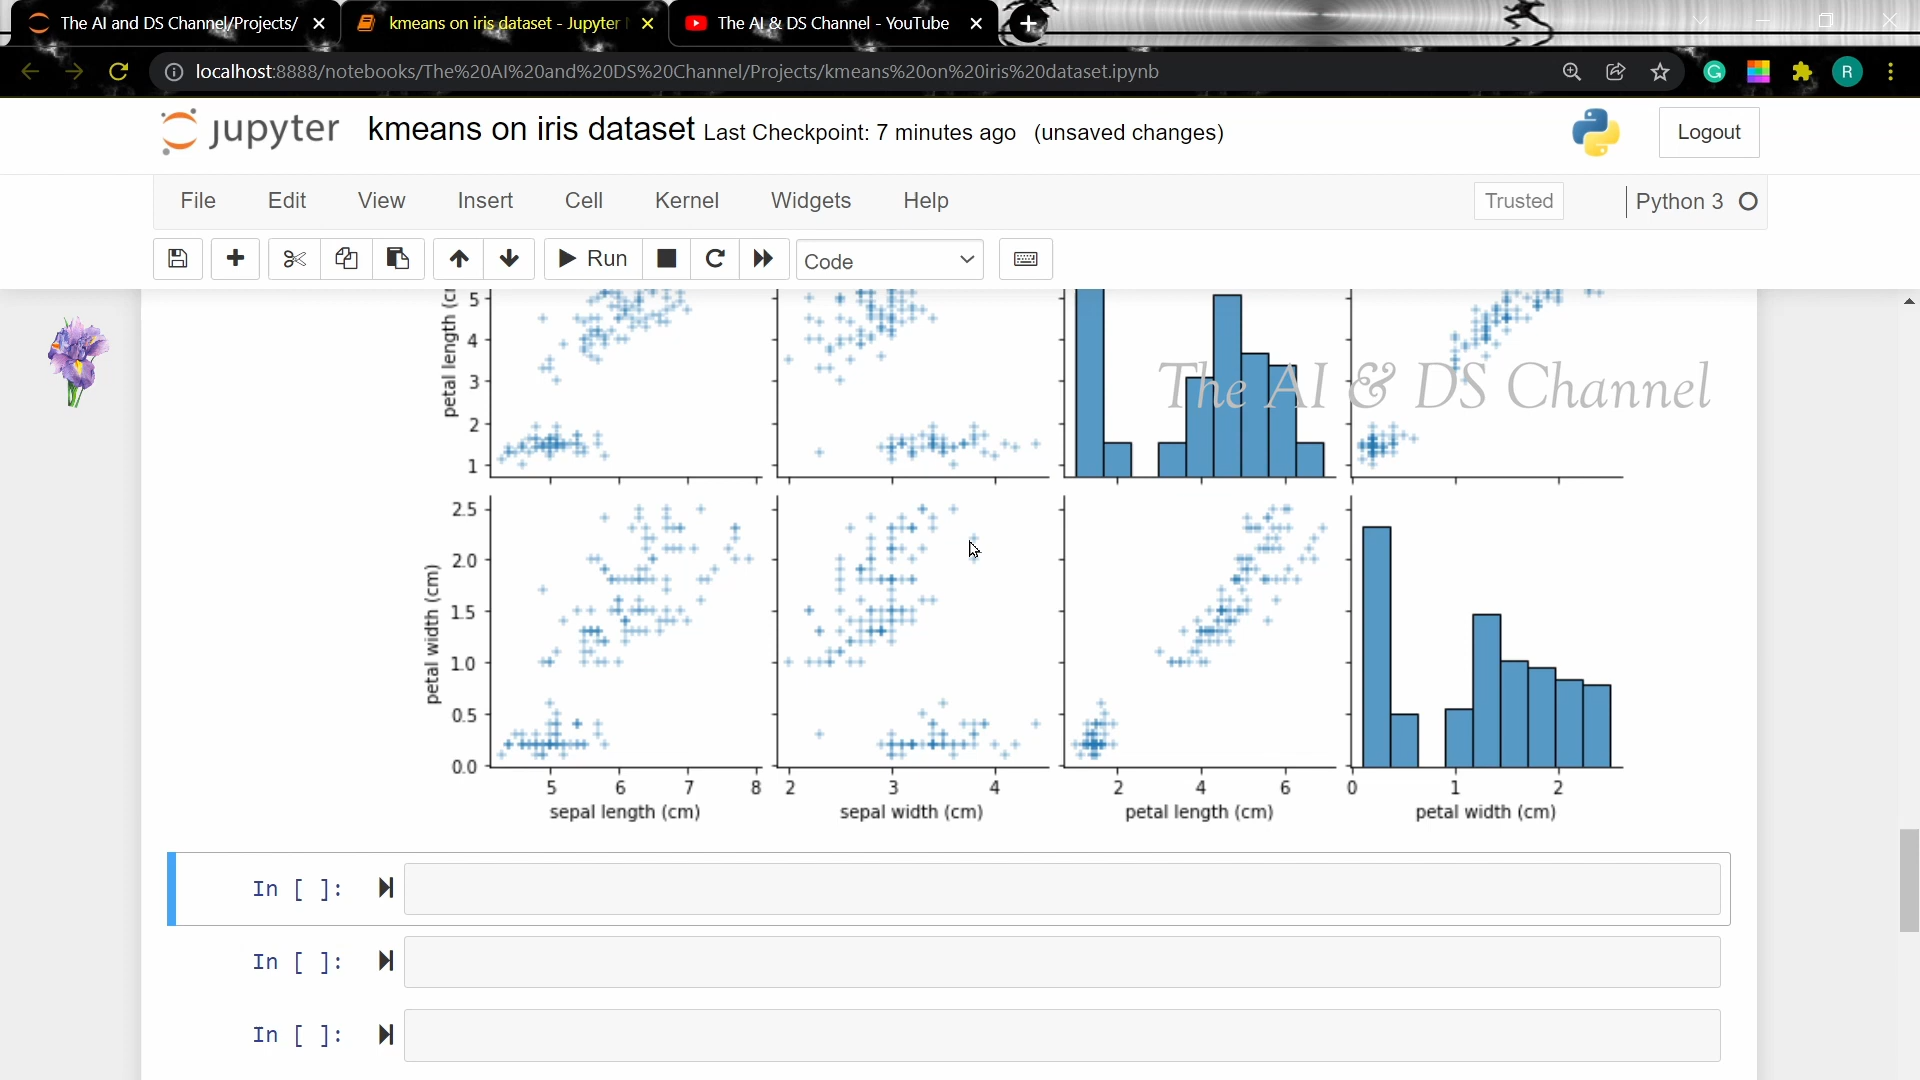 The AI and DS Channel/Projects/
kmeans on iris dataset - Jupyter
The AI & DS Channel - YouTube
localhost:8888/notebooks/The%20AI%20and%20DS%20Channel/Projects/kmeans%20on%20iris%20dataset.ipynb
G
R
jupyter
kmeans on iris dataset Last Checkpoint: 7 minutes ago (unsaved changes)
Logout
File Edit View Insert Cell Kernel Widgets Help
Trusted
Python 3
Run
Code
petal length (c
5
4
3
2
1
The AI & DS Channel
petal width (cm)
2.5
2.0
1.5
1.0
0.5
0.0
5 6 7 8 2 3 4 2 4 6 0 1 2
sepal length (cm) sepal width (cm) petal length (cm) petal width (cm)
In [ ]:
In [ ]:
In [ ]: